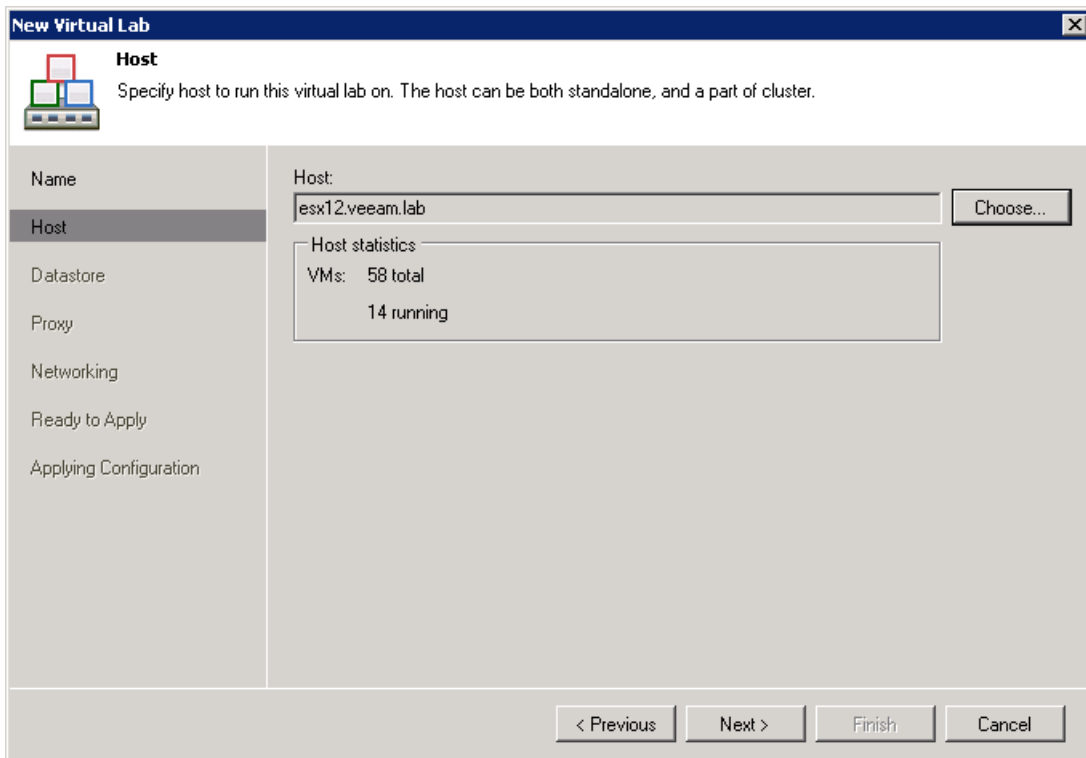 New Virtual Lab
Host
Specify host to run this virtual lab on. The host can be both standalone, and a part of cluster.
Name
Host
Datastore
Proxy
Networking
Ready to Apply
Applying Configuration
Host:
esx12.veeam.lab
Choose...
Host statistics
VMs: 58 total
14 running
< Previous
Next >
Finish
Cancel